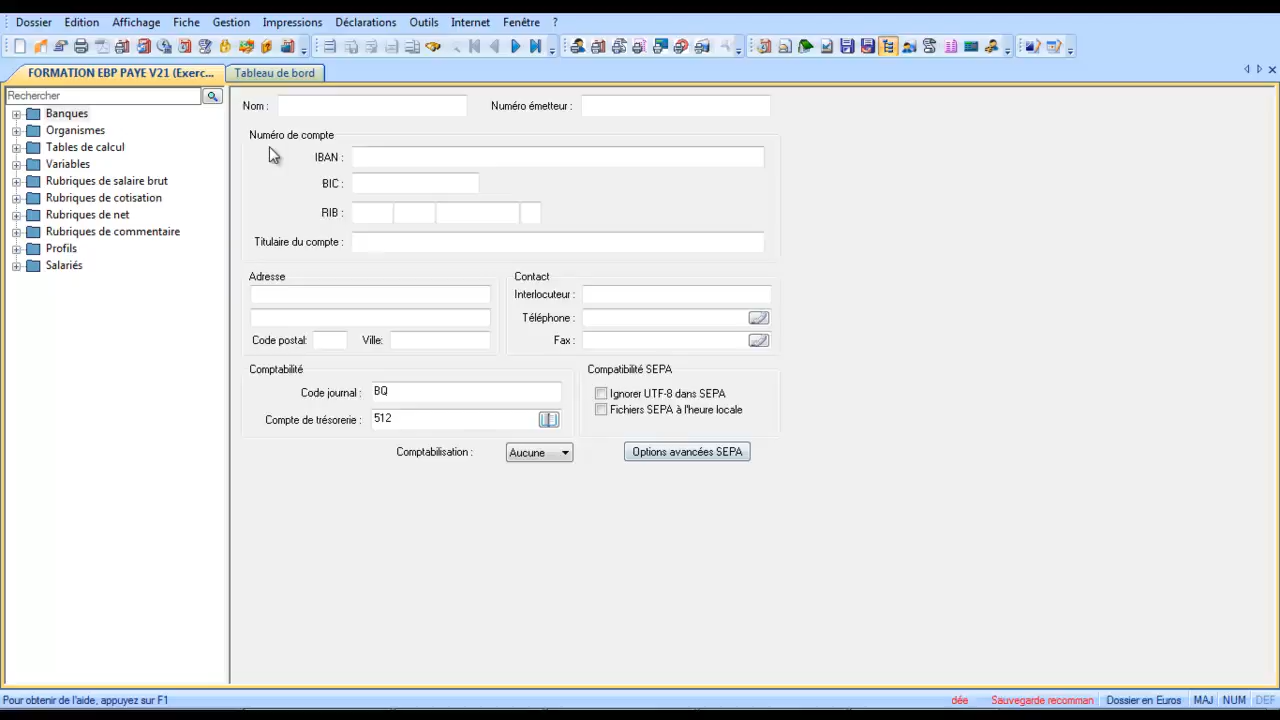 Dossier Edition Affichage Fiche Gestion Impressions Déclarations Outils Internet Fenêtre ?
FORMATION EBP PAYE V21 (Exerc... Tableau de bord
Rechercher
Banques
Organismes
Tables de calcul
Variables
Rubriques de salaire brut
Rubriques de cotisation
Rubriques de net
Rubriques de commentaire
Profils
Salariés
Nom : Numéro émetteur :
Numéro de compte
IBAN :
BIC :
RIB :
Titulaire du compte :
Adresse
Code postal: Ville:
Contact
Interlocuteur :
Téléphone :
Fax :
Comptabilité
Code journal : BQ
Compte de trésorerie : 512
Compatibilité SEPA
Ignorer UTF-8 dans SEPA
Fichiers SEPA à l'heure locale
Comptabilisation : Aucune Options avancées SEPA
Pour obtenir de l'aide, appuyez sur F1 dée Sauvegarde recomman Dossier en Euros MAJ NUM DEF